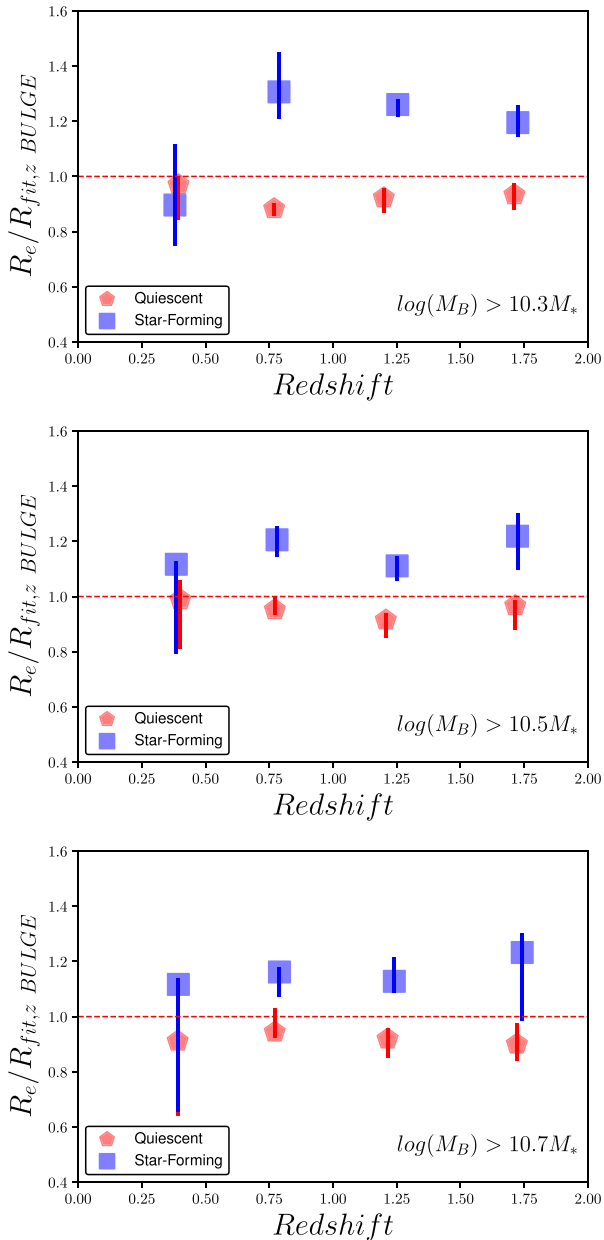 1.6
1.4
1.2
1.0
0.8
0.6
0.4
R_e/R_{fit,z BULGE}
Quiescent
Star-Forming
log(M_B) > 10.3M_*
0.00 0.25 0.50 0.75 1.00 1.25 1.50 1.75 2.00
Redshift
1.6
1.4
1.2
1.0
0.8
0.6
0.4
R_e/R_{fit,z BULGE}
Quiescent
Star-Forming
log(M_B) > 10.5M_*
0.00 0.25 0.50 0.75 1.00 1.25 1.50 1.75 2.00
Redshift
1.6
1.4
1.2
1.0
0.8
0.6
0.4
R_e/R_{fit,z BULGE}
Quiescent
Star-Forming
log(M_B) > 10.7M_*
0.00 0.25 0.50 0.75 1.00 1.25 1.50 1.75 2.00
Redshift